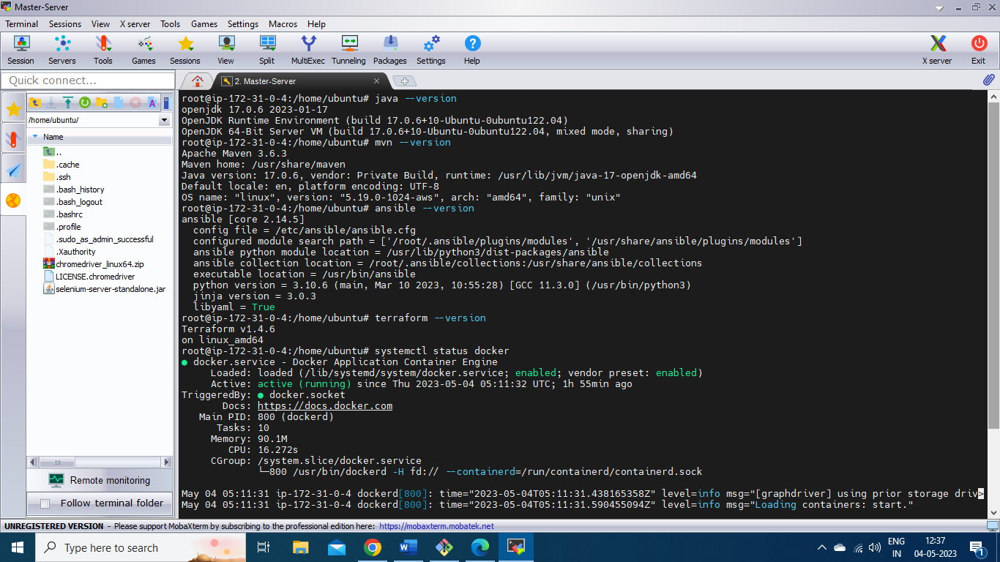 Master-Server
Terminal Sessions View X server Tools Games Settings Macros Help
Session Servers Tools Games Sessions View Split MultiExec Tunneling Packages Settings Help X server Exit
Quick connect...
2. Master-Server
/home/ubuntu/
Name
..
.cache
.ssh
.bash_history
.bash_logout
.bashrc
.profile
.sudo_as_admin_successful
.Xauthority
chromedriver_linux64.zip
LICENSE.chromedriver
selenium-server-standalone.jar
Remote monitoring
Follow terminal folder
root@ip-172-31-0-4:/home/ubuntu# java --version
openjdk 17.0.6 2023-01-17
OpenJDK Runtime Environment (build 17.0.6+10-Ubuntu-0ubuntu122.04)
OpenJDK 64-Bit Server VM (build 17.0.6+10-Ubuntu-0ubuntu122.04, mixed mode, sharing)
root@ip-172-31-0-4:/home/ubuntu# mvn --version
Apache Maven 3.6.3
Maven home: /usr/share/maven
Java version: 17.0.6, vendor: Private Build, runtime: /usr/lib/jvm/java-17-openjdk-amd64
Default locale: en, platform encoding: UTF-8
OS name: "linux", version: "5.19.0-1024-aws", arch: "amd64", family: "unix"
root@ip-172-31-0-4:/home/ubuntu# ansible --version
ansible [core 2.14.5]
config file = /etc/ansible/ansible.cfg
configured module search path = ['/root/.ansible/plugins/modules', '/usr/share/ansible/plugins/modules']
ansible python module location = /usr/lib/python3/dist-packages/ansible
ansible collection location = /root/.ansible/collections:/usr/share/ansible/collections
executable location = /usr/bin/ansible
python version = 3.10.6 (main, Mar 10 2023, 10:55:28) [GCC 11.3.0] (/usr/bin/python3)
jinja version = 3.0.3
libyaml = True
root@ip-172-31-0-4:/home/ubuntu# terraform --version
Terraform v1.4.6
on linux_amd64
root@ip-172-31-0-4:/home/ubuntu# systemctl status docker
● docker.service - Docker Application Container Engine
Loaded: loaded (/lib/systemd/system/docker.service; enabled; vendor preset: enabled)
Active: active (running) since Thu 2023-05-04 05:11:32 UTC; 1h 55min ago
TriggeredBy: ● docker.socket
Docs: https://docs.docker.com
Main PID: 800 (dockerd)
Tasks: 10
Memory: 90.1M
CPU: 16.272s
CGroup: /system.slice/docker.service
└─800 /usr/bin/dockerd -H fd:// --containerd=/run/containerd/containerd.sock
May 04 05:11:31 ip-172-31-0-4 dockerd[800]: time="2023-05-04T05:11:31.438165358Z" level=info msg="[graphdriver] using prior storage driv>
May 04 05:11:31 ip-172-31-0-4 dockerd[800]: time="2023-05-04T05:11:31.590455094Z" level=info msg="Loading containers: start."
UNREGISTERED VERSION - Please support MobaXterm by subscribing to the professional edition here: https://mobaxterm.mobatek.net
Type here to search
ENG
IN
12:37
04-05-2023
1